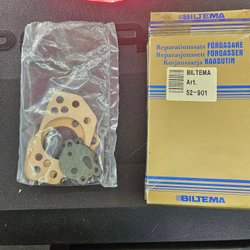 BILTEMA
Reparationssats FÖRGASARE
Reparasjonssett FORGASSER
Korjaussarja KAASUTIN
BILTEMA
Art.
52-901
BILTEMA